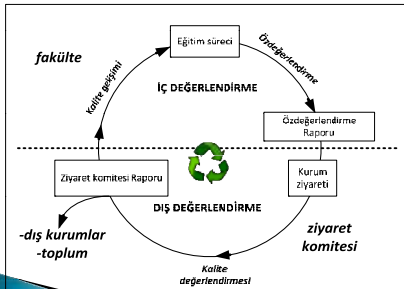 fakülte
Eğitim süreci
Özdeğerlendirme
Kalite gelişimi
İÇ DEĞERLENDİRME
Özdeğerlendirme
Raporu
Ziyaret komitesi Raporu
Kurum
ziyareti
DIŞ DEĞERLENDİRME
-dış kurumlar
-toplum
ziyaret
komitesi
Kalite
değerlendirmesi